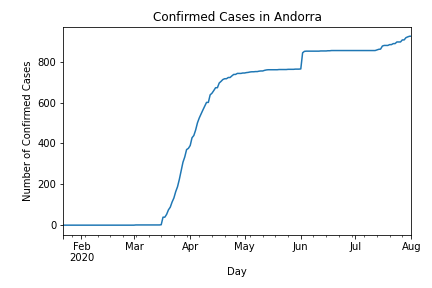 Confirmed Cases in Andorra
Number of Confirmed Cases
800
600
400
200
0
Feb Mar Apr May Jun Jul Aug
2020
Day